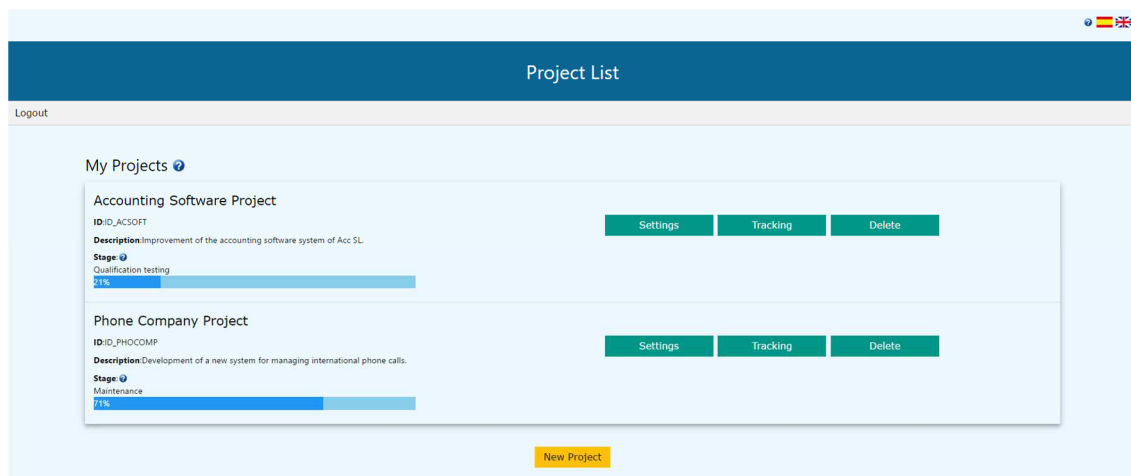 Project List
Logout
My Projects
Accounting Software Project
ID:ID_ACSOFT
Settings Tracking Delete
Description:Improvement of the accounting software system of Acc SL.
Stage:
Qualification testing
21%
Phone Company Project
ID:ID_PHOCOMP
Settings Tracking Delete
Description:Development of a new system for managing international phone calls.
Stage:
Maintenance
71%
New Project